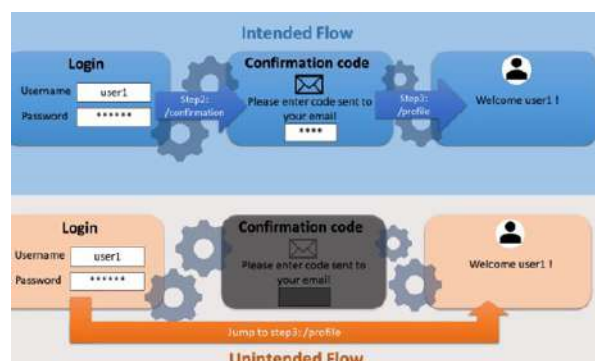 Intended Flow
Login
Username user1
Password ******
Step2:
/confirmation
Confirmation code
Please enter code sent to
your email
****
Step3:
/profile
Welcome user1 !
Login
Username user1
Password ******
Confirmation code
Please enter code sent to
your email
Welcome user1 !
Jump to step3:/profile
Unintended Flow